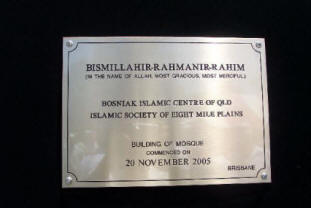 BISMILLAHIR-RAHMANIR-RAHIM
(IN THE NAME OF ALLAH, MOST GRACIOUS, MOST MERCIFUL)
BOSNIAK ISLAMIC CENTRE OF QLD
ISLAMIC SOCIETY OF EIGHT MILE PLAINS
BUILDING OF MOSQUE
COMMENCED ON
20 NOVEMBER 2005
BRISBANE